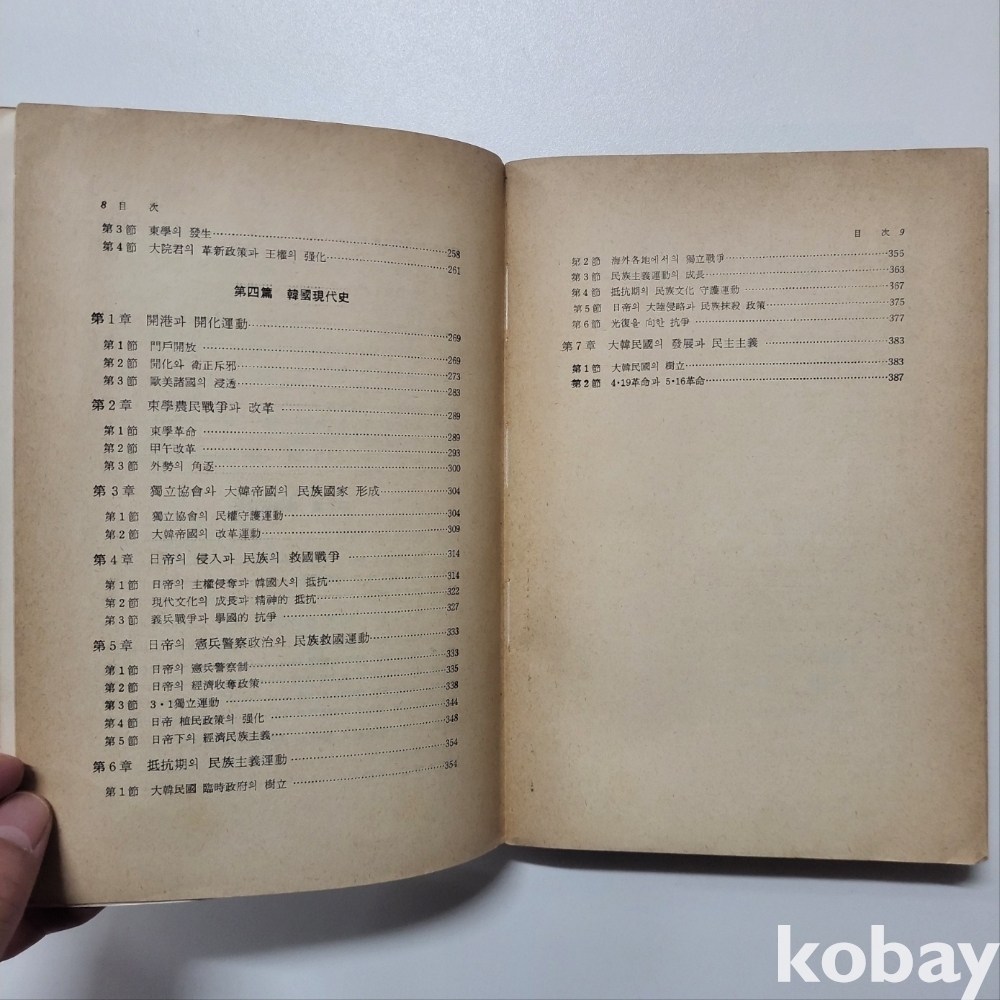 8 目 次
第3節 東學의 發生 258
第4節 大院君의 革新政策과 王權의 强化 261
第四篇 韓國現代史
第1章 開港과 開化運動 269
第1節 門戶開放 269
第2節 開化와 衛正斥邪 273
第3節 歐美諸國의 浸透 283
第2章 東學農民戰爭과 改革 289
第1節 東學革命 289
第2節 甲午改革 293
第3節 外勢의 角逐 300
第3章 獨立協會와 大韓帝國의 民族國家 形成 304
第1節 獨立協會의 民權守護運動 304
第2節 大韓帝國의 改革運動 309
第4章 日帝의 侵入과 民族의 救國戰爭 314
第1節 日帝의 主權侵奪과 韓國人의 抵抗 314
第2節 現代文化의 成長과 精神的 抵抗 322
第3節 義兵戰爭과 擧國的 抗爭 327
第5章 日帝의 憲兵警察政治와 民族救國運動 333
第1節 日帝의 憲兵警察制 333
第2節 日帝의 經濟收奪政策 335
第3節 3·1獨立運動 338
第4節 日帝 植民政策의 强化 344
第5節 日帝下의 經濟民族主義 348
第6章 抵抗期의 民族主義運動 354
第1節 大韓民國 臨時政府의 樹立 354
目 次 9
第2節 海外各地에서의 獨立戰爭 355
第3節 民族主義運動의 成長 363
第4節 抵抗期의 民族文化 守護運動 367
第5節 日帝의 大陸侵略과 民族抹殺 政策 375
第6節 光復을 向한 抗爭 377
第7章 大韓民國의 發展과 民主主義 383
第1節 大韓民國의 樹立 383
第2節 4·19革命과 5·16革命 387
kobay